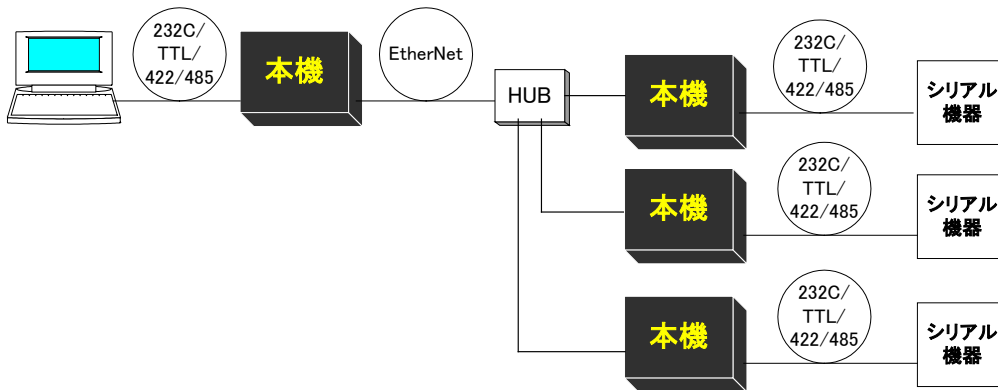 232C/
TTL/
422/485
本機
EtherNet
HUB
本機
232C/
TTL/
422/485
シリアル
機器
本機
232C/
TTL/
422/485
シリアル
機器
本機
232C/
TTL/
422/485
シリアル
機器